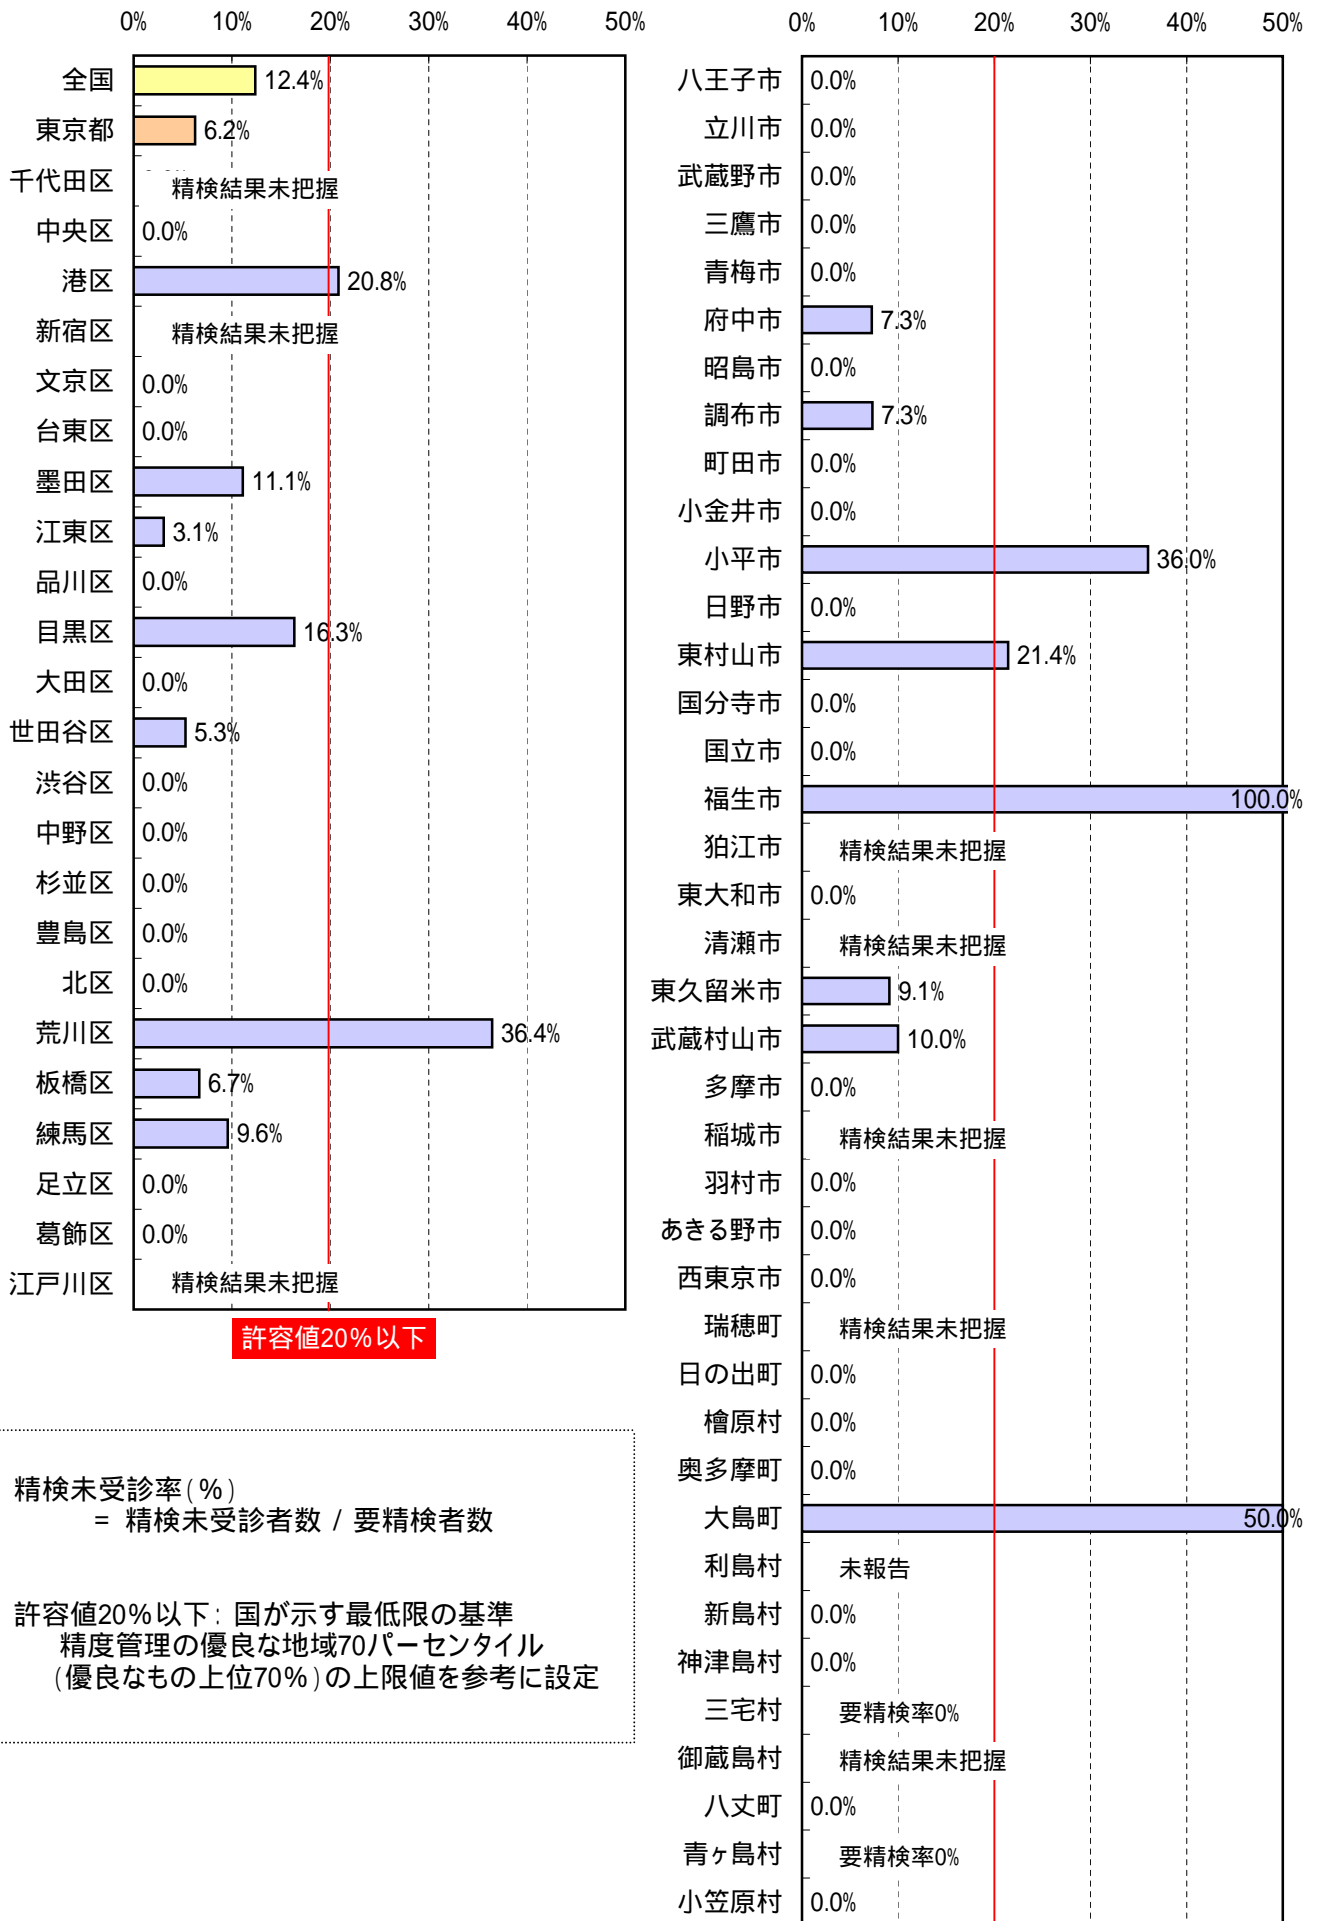 0% 10% 20% 30% 40% 50%
全国 12.4%
東京都 6.2%
千代田区 精検結果未把握
中央区 0.0%
港区 20.8%
新宿区 精検結果未把握
文京区 0.0%
台東区 0.0%
墨田区 11.1%
江東区 3.1%
品川区 0.0%
目黒区 16.3%
大田区 0.0%
世田谷区 5.3%
渋谷区 0.0%
中野区 0.0%
杉並区 0.0%
豊島区 0.0%
北区 0.0%
荒川区 36.4%
板橋区 6.7%
練馬区 9.6%
足立区 0.0%
葛飾区 0.0%
江戸川区 精検結果未把握
許容値20%以下
精検未受診率(%)
= 精検未受診者数 / 要精検者数
許容値20%以下: 国が示す最低限の基準
精度管理の優良な地域70パーセンタイル
(優良なもの上位70%)の上限値を参考に設定
0% 10% 20% 30% 40% 50%
八王子市 0.0%
立川市 0.0%
武蔵野市 0.0%
三鷹市 0.0%
青梅市 0.0%
府中市 7.3%
昭島市 0.0%
調布市 7.3%
町田市 0.0%
小金井市 0.0%
小平市 36.0%
日野市 0.0%
東村山市 21.4%
国分寺市 0.0%
国立市 0.0%
福生市 100.0%
狛江市 精検結果未把握
東大和市 0.0%
清瀬市 精検結果未把握
東久留米市 9.1%
武蔵村山市 10.0%
多摩市 0.0%
稲城市 精検結果未把握
羽村市 0.0%
あきる野市 0.0%
西東京市 0.0%
瑞穂町 精検結果未把握
日の出町 0.0%
檜原村 0.0%
奥多摩町 0.0%
大島町 50.0%
利島村 未報告
新島村 0.0%
神津島村 0.0%
三宅村 要精検率0%
御蔵島村 精検結果未把握
八丈町 0.0%
青ヶ島村 要精検率0%
小笠原村 0.0%